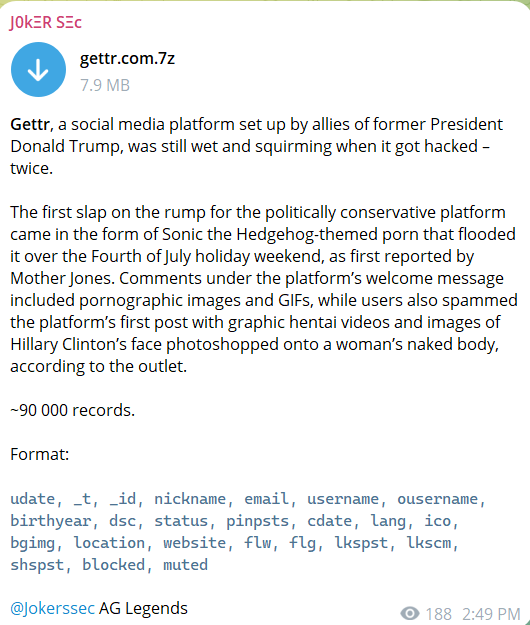 J0kΞR SΞc
gettr.com.7z
7.9 MB
Gettr, a social media platform set up by allies of former President
Donald Trump, was still wet and squirming when it got hacked –
twice.
The first slap on the rump for the politically conservative platform
came in the form of Sonic the Hedgehog-themed porn that flooded
it over the Fourth of July holiday weekend, as first reported by
Mother Jones. Comments under the platform's welcome message
included pornographic images and GIFs, while users also spammed
the platform's first post with graphic hentai videos and images of
Hillary Clinton's face photoshopped onto a woman's naked body,
according to the outlet.
~90 000 records.
Format:
udate, _t, _id, nickname, email, username, ousername,
birthyear, dsc, status, pinpsts, cdate, lang, ico,
bgimg, location, website, flw, flg, lkspst, lkscm,
shspst, blocked, muted
@Jokerssec AG Legends
188 2:49 PM